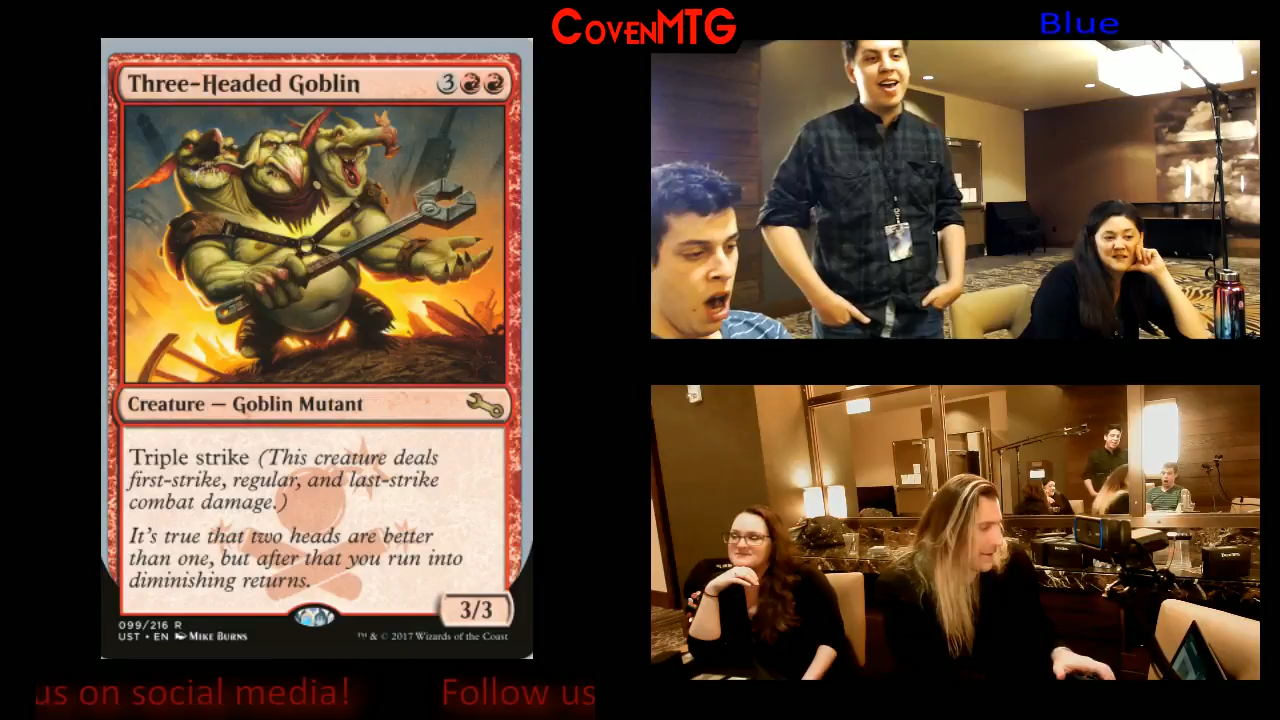 COVENMTG
Blue
Three-Headed Goblin 3
Creature — Goblin Mutant
Triple strike (This creature deals
first-strike, regular, and last-strike
combat damage.)
It's true that two heads are better
than one, but after that you run into
diminishing returns.
3/3
099/216 R
UST • EN MIKE BURNS
™ & © 2017 Wizards of the Coast
us on social media! Follow us